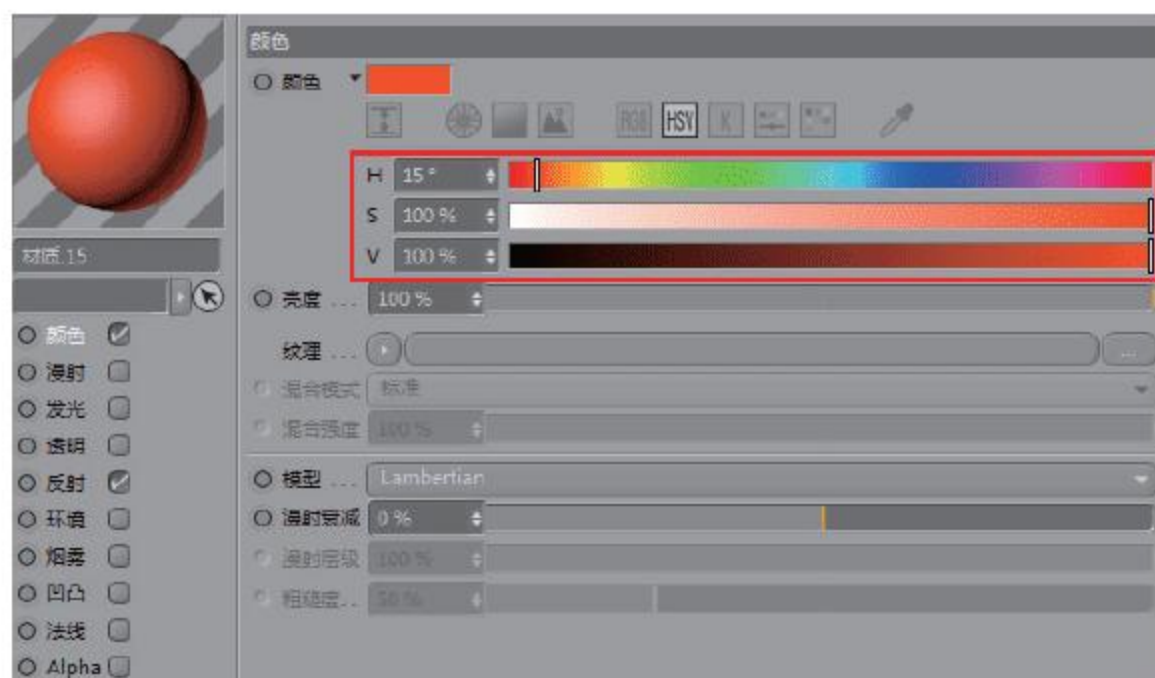 颜色
颜色
RGB HSV K
H 15°
S 100 %
V 100 %
材质.15
亮度 ... 100 %
纹理 ... ...
混合模式 标准
混合强度 100 %
模型 ... Lambertian
漫射衰减 0 %
漫射层级 100 %
粗糙度.. 50 %
颜色
漫射
发光
透明
反射
环境
烟雾
凹凸
法线
Alpha